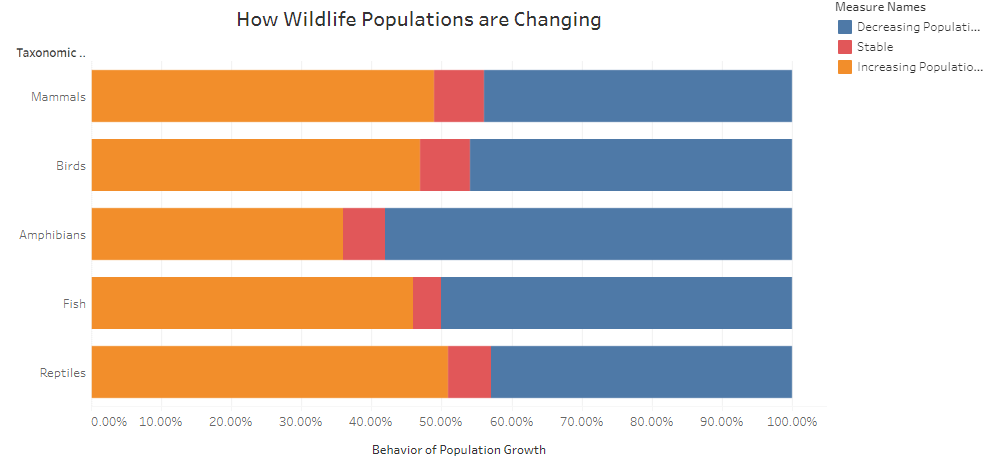 How Wildlife Populations are Changing
Measure Names
Decreasing Populati...
Stable
Increasing Populatio...
Taxonomic ..
Mammals
Birds
Amphibians
Fish
Reptiles
0.00% 10.00% 20.00% 30.00% 40.00% 50.00% 60.00% 70.00% 80.00% 90.00% 100.00%
Behavior of Population Growth